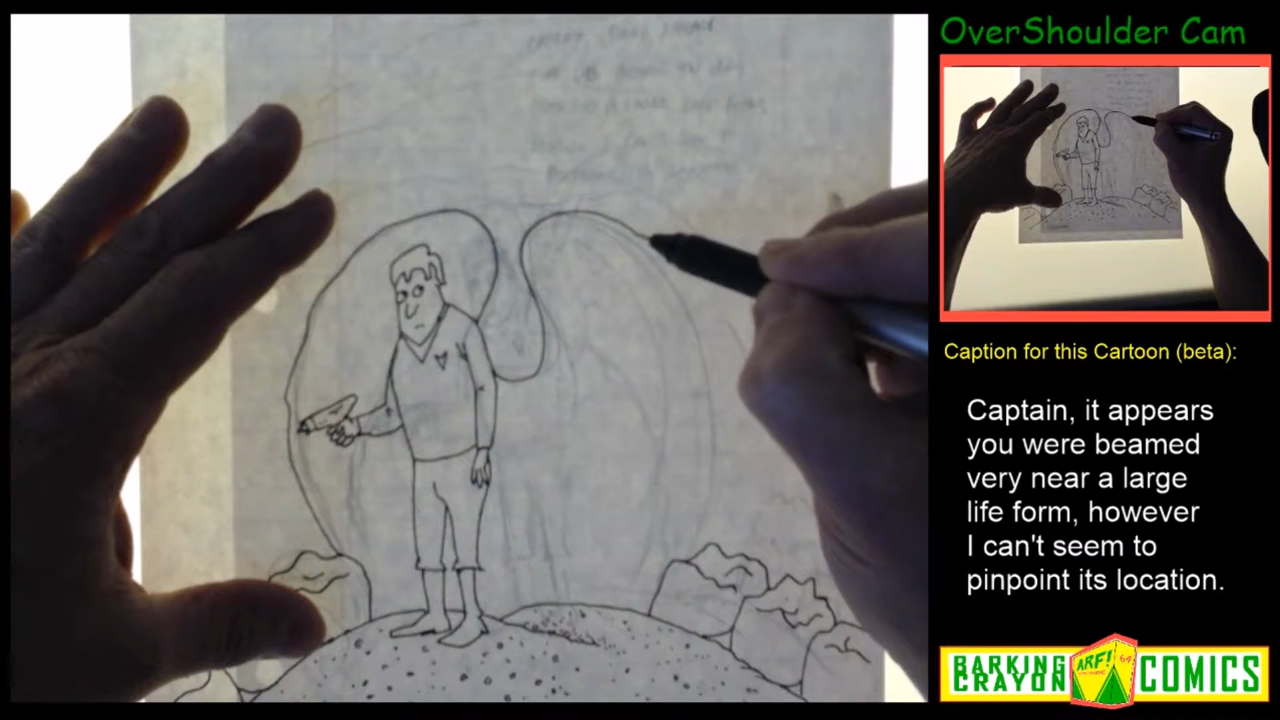 OverShoulder Cam
Caption for this Cartoon (beta):
Captain, it appears
you were beamed
very near a large
life form, however
I can't seem to
pinpoint its location.
BARKING
CRAYON
ARF!
64
COMICS